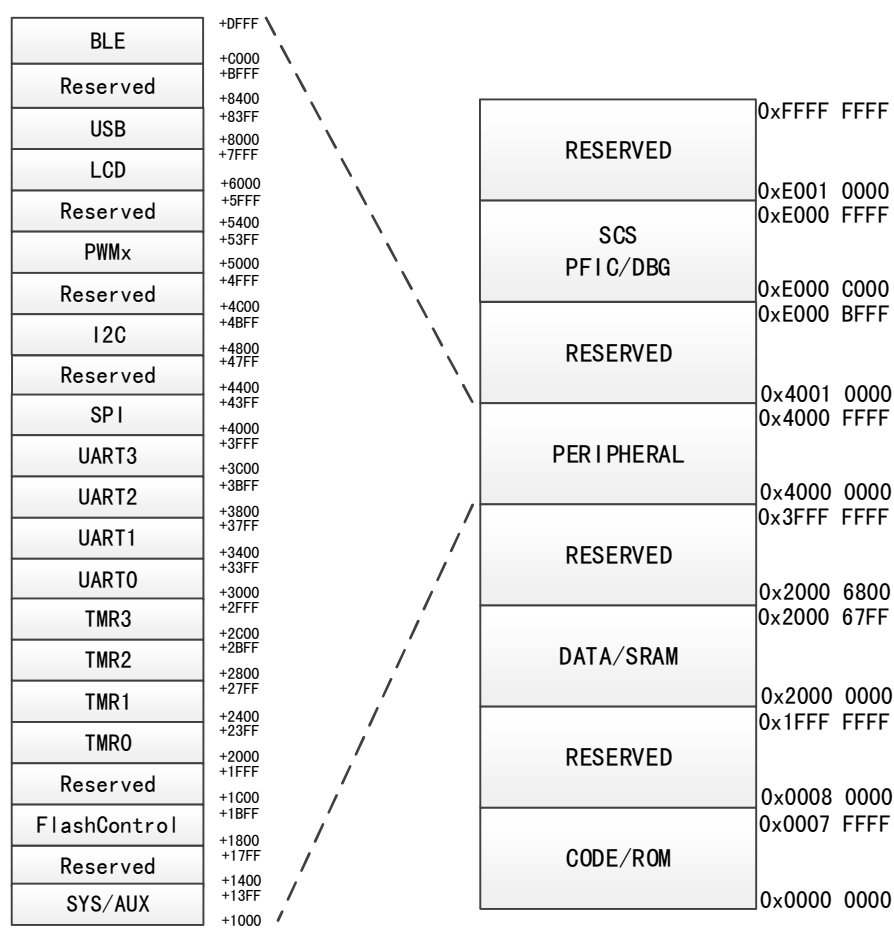 BLE
+DFFF
+C000
Reserved
+BFFF
+8400
USB
+83FF
+8000
LCD
+7FFF
+6000
Reserved
+5FFF
+5400
PWMx
+53FF
+5000
Reserved
+4FFF
+4C00
I2C
+4BFF
+4800
Reserved
+47FF
+4400
SPI
+43FF
+4000
UART3
+3FFF
+3C00
UART2
+3BFF
+3800
UART1
+37FF
+3400
UART0
+33FF
+3000
TMR3
+2FFF
+2C00
TMR2
+2BFF
+2800
TMR1
+27FF
+2400
TMR0
+23FF
+2000
Reserved
+1FFF
+1C00
FlashControl
+1BFF
+1800
Reserved
+17FF
+1400
SYS/AUX
+13FF
+1000
0xFFFF FFFF
RESERVED
0xE001 0000
0xE000 FFFF
SCS
PFIC/DBG
0xE000 C000
0xE000 BFFF
RESERVED
0x4001 0000
0x4000 FFFF
PERIPHERAL
0x4000 0000
0x3FFF FFFF
RESERVED
0x2000 6800
0x2000 67FF
DATA/SRAM
0x2000 0000
0x1FFF FFFF
RESERVED
0x0008 0000
0x0007 FFFF
CODE/ROM
0x0000 0000